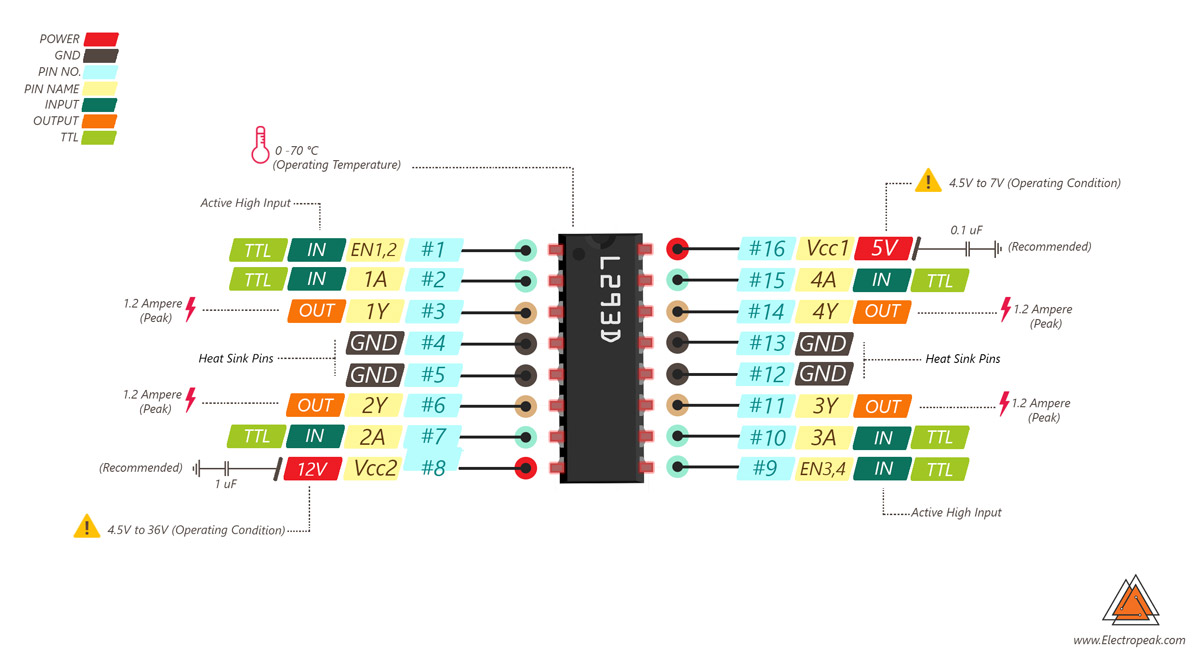 POWER
GND
PIN NO.
PIN NAME
INPUT
OUTPUT
TTL
0 -70 °C
(Operating Temperature)
4.5V to 7V (Operating Condition)
Active High Input
0.1 uF
(Recommended)
TTL IN EN1,2 #1
#16 Vcc1 5V
TTL IN 1A #2
#15 4A IN TTL
1.2 Ampere
(Peak)
OUT 1Y #3
#14 4Y OUT
1.2 Ampere
(Peak)
L293D
GND #4
#13 GND
Heat Sink Pins
Heat Sink Pins
GND #5
#12 GND
1.2 Ampere
(Peak)
OUT 2Y #6
#11 3Y OUT
1.2 Ampere
(Peak)
TTL IN 2A #7
#10 3A IN TTL
(Recommended)
1 uF
12V Vcc2 #8
#9 EN3,4 IN TTL
Active High Input
4.5V to 36V (Operating Condition)
www.Electropeak.com